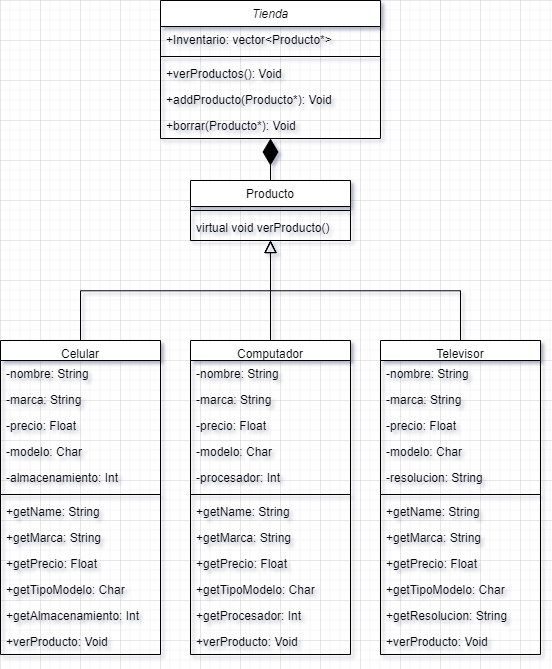 Tienda
+Inventario: vector<Producto*>
+verProductos(): Void
+addProducto(Producto*): Void
+borrar(Producto*): Void
Producto
virtual void verProducto()
Celular
-nombre: String
-marca: String
-precio: Float
-modelo: Char
-almacenamiento: Int
+getName: String
+getMarca: String
+getPrecio: Float
+getTipoModelo: Char
+getAlmacenamiento: Int
+verProducto: Void
Computador
-nombre: String
-marca: String
-precio: Float
-modelo: Char
-procesador: Int
+getName: String
+getMarca: String
+getPrecio: Float
+getTipoModelo: Char
+getProcesador: Int
+verProducto: Void
Televisor
-nombre: String
-marca: String
-precio: Float
-modelo: Char
-resolucion: String
+getName: String
+getMarca: String
+getPrecio: Float
+getTipoModelo: Char
+getResolucion: String
+verProducto: Void